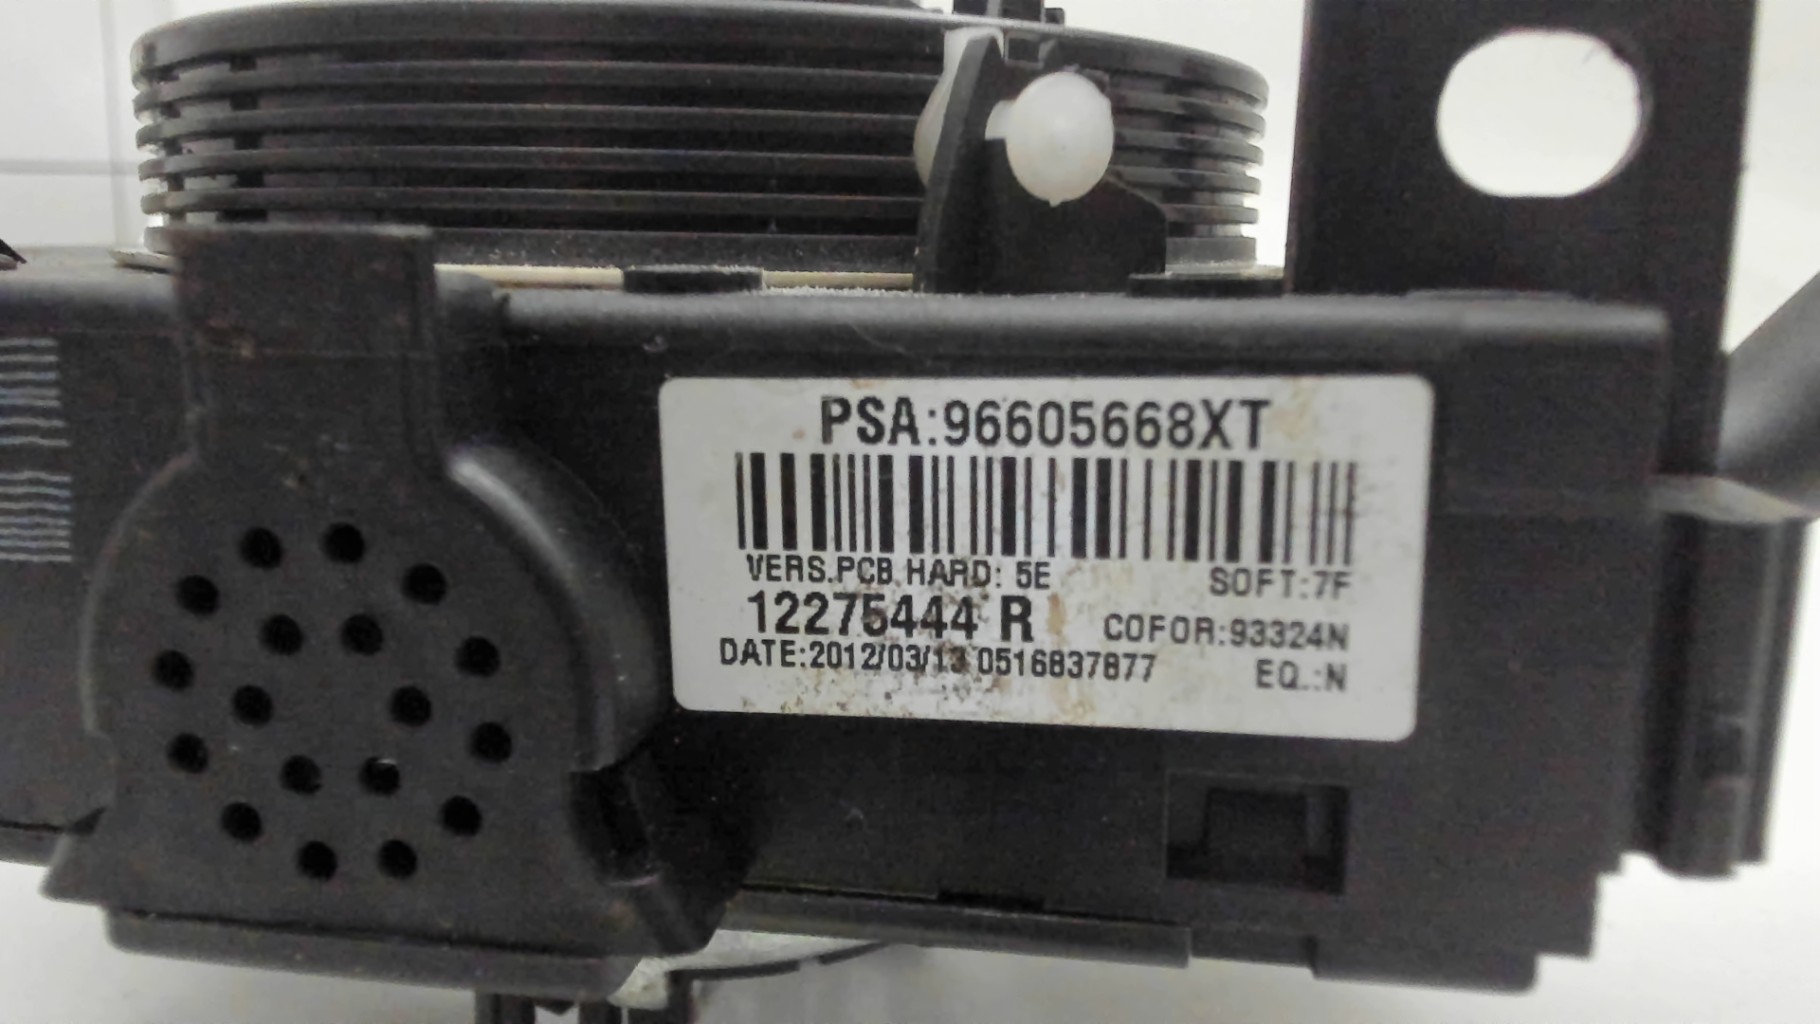 PSA:96605668XT
VERS.PCB HARD: 5E SOFT:7F
12275444 R COFOR:93324N
DATE:2012/03/13 0516837877 EQ.:N